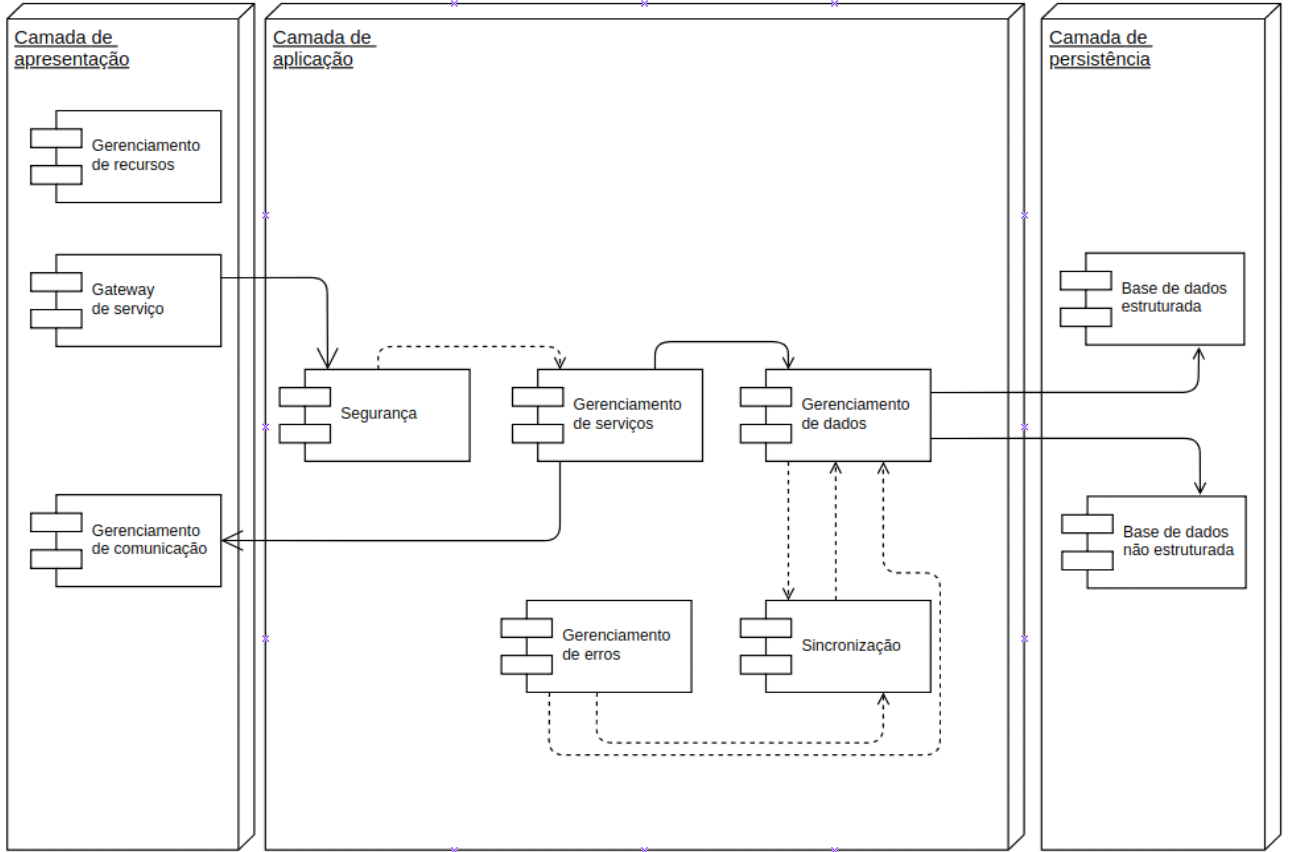 Camada de
apresentação
Gerenciamento
de recursos
Gateway
de serviço
Gerenciamento
de comunicação
Camada de
aplicação
Segurança
Gerenciamento
de serviços
Gerenciamento
de dados
Gerenciamento
de erros
Sincronização
Camada de
persistência
Base de dados
estruturada
Base de dados
não estruturada